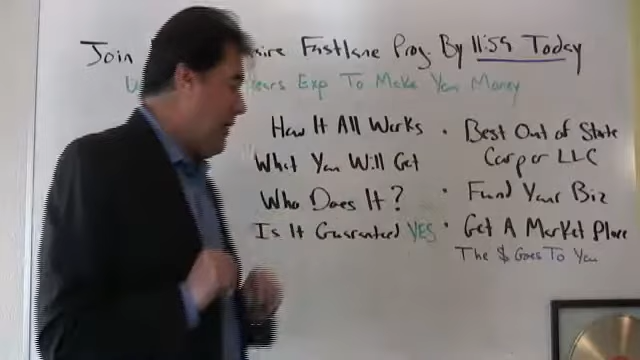 Join Fastlane Prog. By 11:59 Today
Exp To Make You Money
How It All Works
What You Will Get
Who Does It?
Is It Guaranteed YES
• Best Out of State
Corp or LLC
• Fund Your Biz
• Get A Market Place
The $ Goes To You